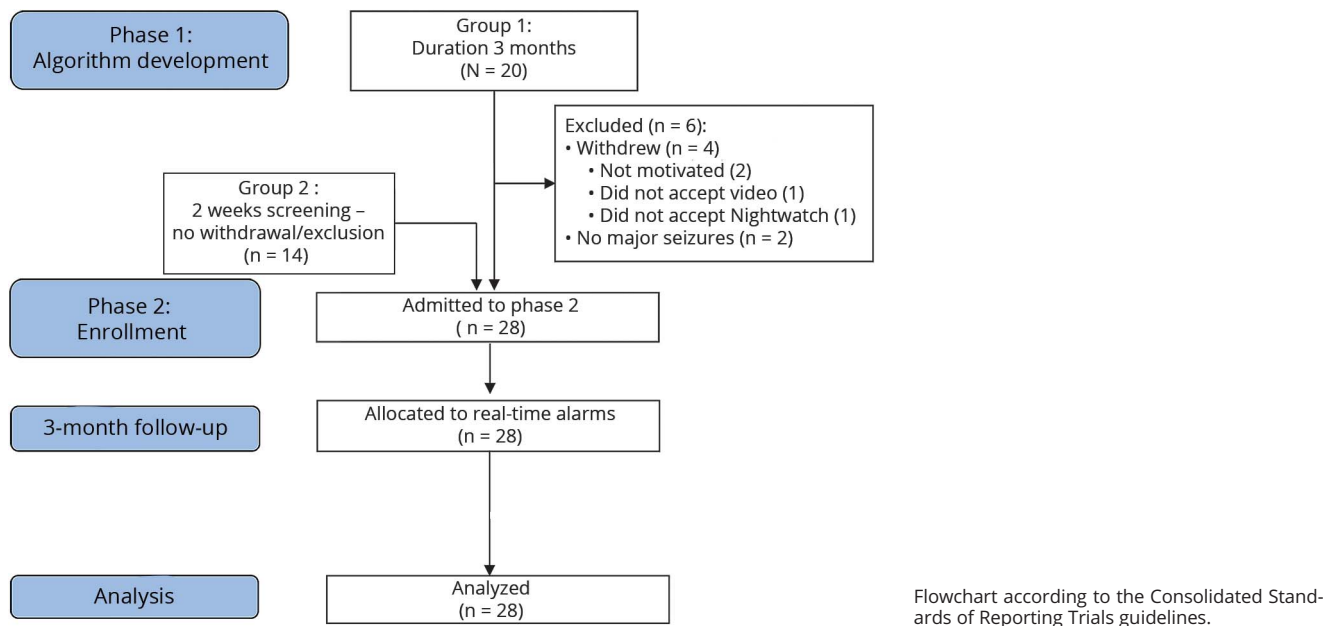 Phase 1:
Algorithm development
Group 1:
Duration 3 months
(N = 20)
Excluded (n = 6):
• Withdrew (n = 4)
• Not motivated (2)
• Did not accept video (1)
• Did not accept Nightwatch (1)
• No major seizures (n = 2)
Group 2 :
2 weeks screening –
no withdrawal/exclusion
(n = 14)
Phase 2:
Enrollment
Admitted to phase 2
( n = 28)
3-month follow-up
Allocated to real-time alarms
(n = 28)
Analysis
Analyzed
(n = 28)
Flowchart according to the Consolidated Stand-
ards of Reporting Trials guidelines.